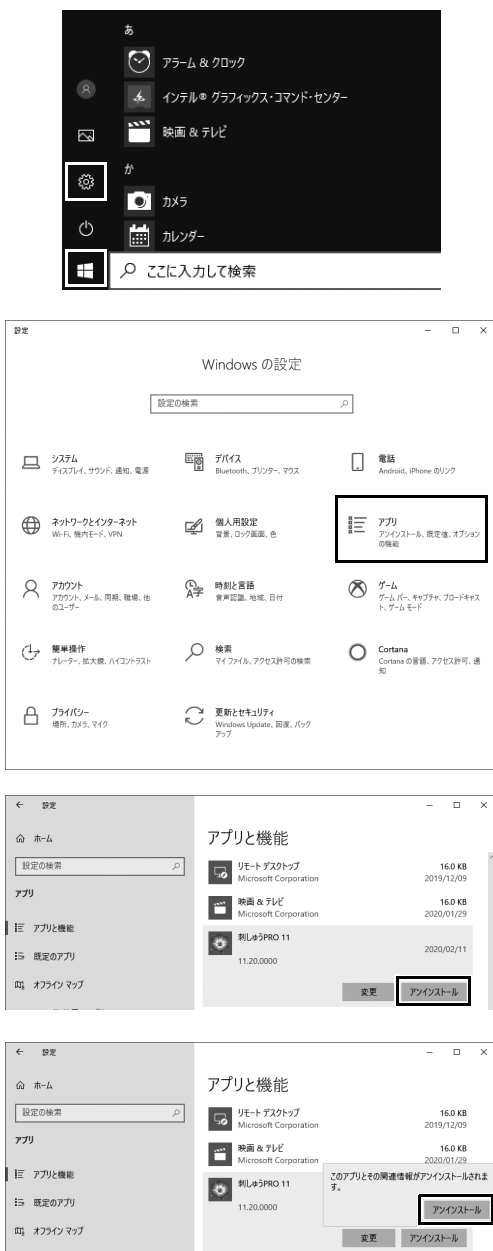 あ
アラーム & クロック
インテル® グラフィックス・コマンド・センター
映画 & テレビ
か
カメラ
カレンダー
ここに入力して検索
設定
Windows の設定
設定の検索
システム
ディスプレイ、サウンド、通知、電源
デバイス
Bluetooth、プリンター、マウス
電話
Android、iPhone のリンク
ネットワークとインターネット
Wi-Fi、機内モード、VPN
個人用設定
背景、ロック画面、色
アプリ
アンインストール、既定値、オプション
の機能
アカウント
アカウント、メール、同期、職場、他
のユーザー
時刻と言語
音声認識、地域、日付
ゲーム
ゲーム バー、キャプチャ、ブロードキャス
ト、ゲーム モード
簡単操作
ナレーター、拡大鏡、ハイコントラスト
検索
マイ ファイル、アクセス許可の検索
Cortana
Cortana の言語、アクセス許可、通
知
プライバシー
場所、カメラ、マイク
更新とセキュリティ
Windows Update、回復、バック
アップ
設定
ホーム
設定の検索
アプリ
アプリと機能
既定のアプリ
オフライン マップ
アプリと機能
リモート デスクトップ 16.0 KB
Microsoft Corporation 2019/12/09
映画 & テレビ 16.0 KB
Microsoft Corporation 2020/01/29
刺しゅうPRO 11
2020/02/11
11.20.0000
変更 アンインストール
設定
ホーム
設定の検索
アプリ
アプリと機能
既定のアプリ
オフライン マップ
アプリと機能
リモート デスクトップ 16.0 KB
Microsoft Corporation 2019/12/09
映画 & テレビ 16.0 KB
Microsoft Corporation 2020/01/29
刺しゅうPRO 11
11.20.0000
このアプリとその関連情報がアンインストールされま
す。
アンインストール
変更 アンインストール